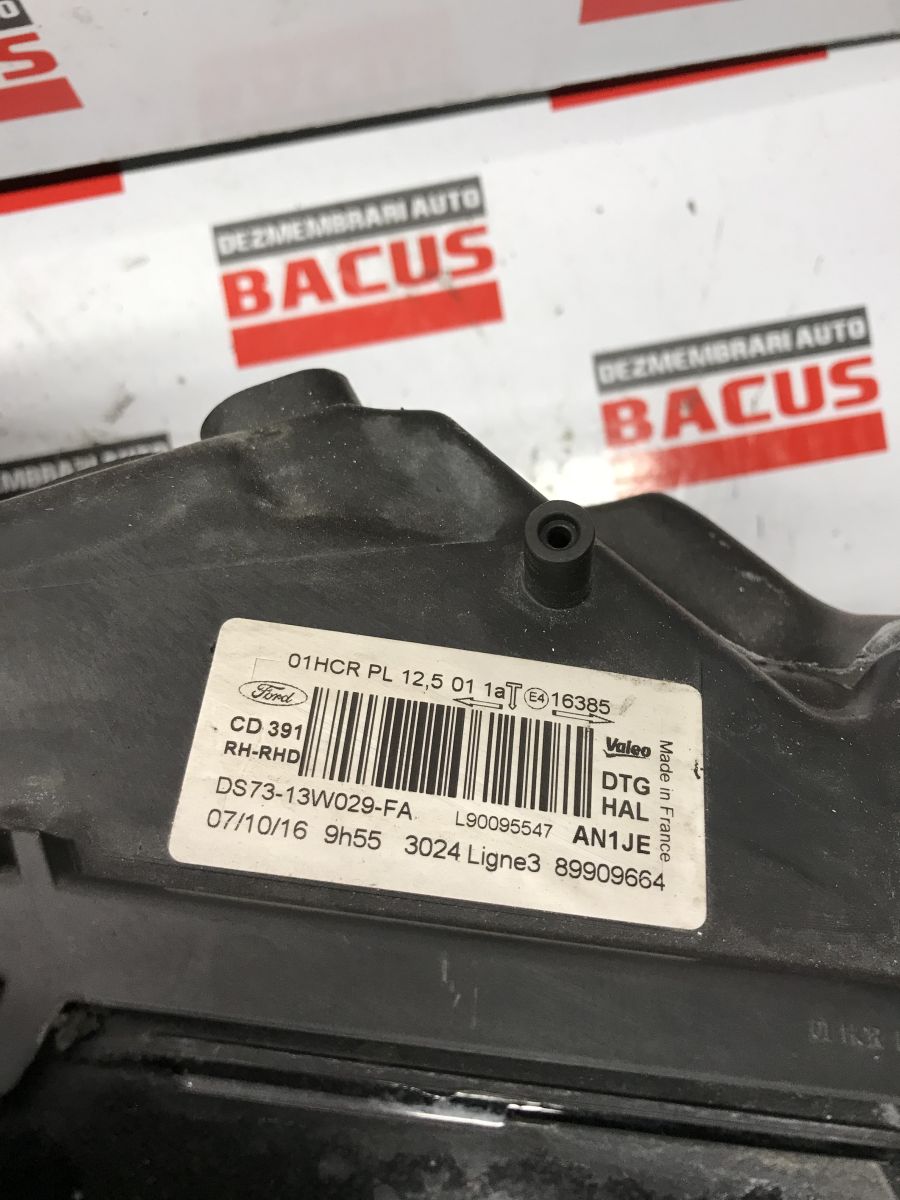 DEZMEMBRARI AUTO
BACUS
DEZMEMBRARI AUTO
BACUS
01HCR PL 12,5 01 1a E4 16385
Ford
CD 391
RH-RHD
Valeo
DTG
HAL
AN1JE
Made in France
DS73-13W029-FA
L90095547
07/10/16 9h55 3024 Ligne3 89909664